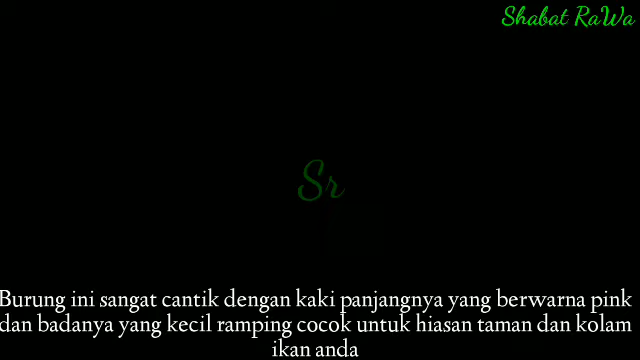 Shabat RaWa
Sr
Burung ini sangat cantik dengan kaki panjangnya yang berwarna pink
dan badanya yang kecil ramping cocok untuk hiasan taman dan kolam
ikan anda